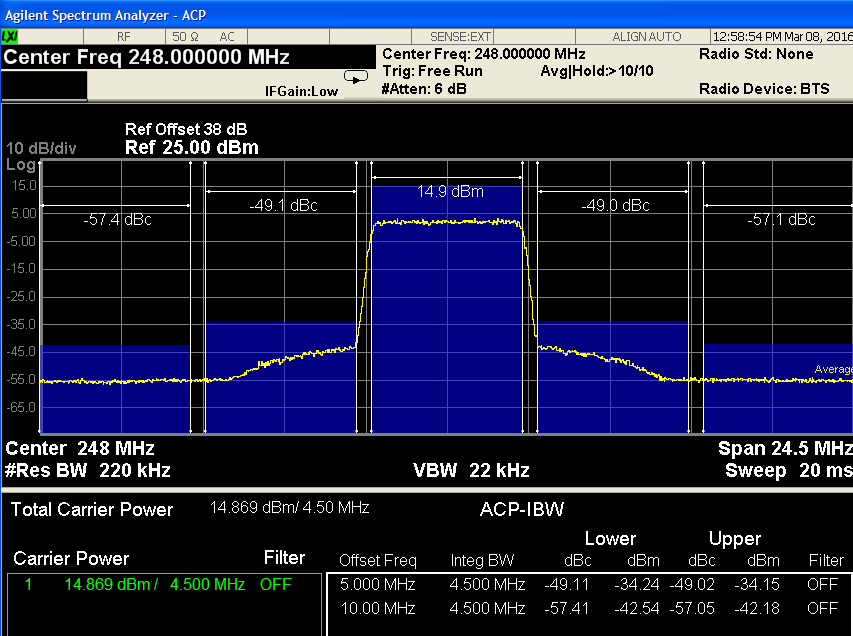 Agilent Spectrum Analyzer - ACP
LXI RF 50 Ω AC SENSE:EXT ALIGN AUTO 12:58:54 PM Mar 08, 2016
Center Freq 248.000000 MHz Center Freq: 248.000000 MHz Radio Std: None
Trig: Free Run Avg|Hold:>10/10
IFGain:Low #Atten: 6 dB Radio Device: BTS
Ref Offset 38 dB
10 dB/div Ref 25.00 dBm
Log
15.0
14.9 dBm
-49.1 dBc -49.0 dBc
5.00
-57.4 dBc -57.1 dBc
-5.00
-15.0
-25.0
-35.0
-45.0
Average
-55.0
-65.0
Center 248 MHz Span 24.5 MHz
#Res BW 220 kHz VBW 22 kHz Sweep 20 ms
Total Carrier Power 14.869 dBm/ 4.50 MHz ACP-IBW
Lower Upper
Carrier Power Filter Offset Freq Integ BW dBc dBm dBc dBm Filter
1 14.869 dBm / 4.500 MHz OFF 5.000 MHz 4.500 MHz -49.11 -34.24 -49.02 -34.15 OFF
10.00 MHz 4.500 MHz -57.41 -42.54 -57.05 -42.18 OFF